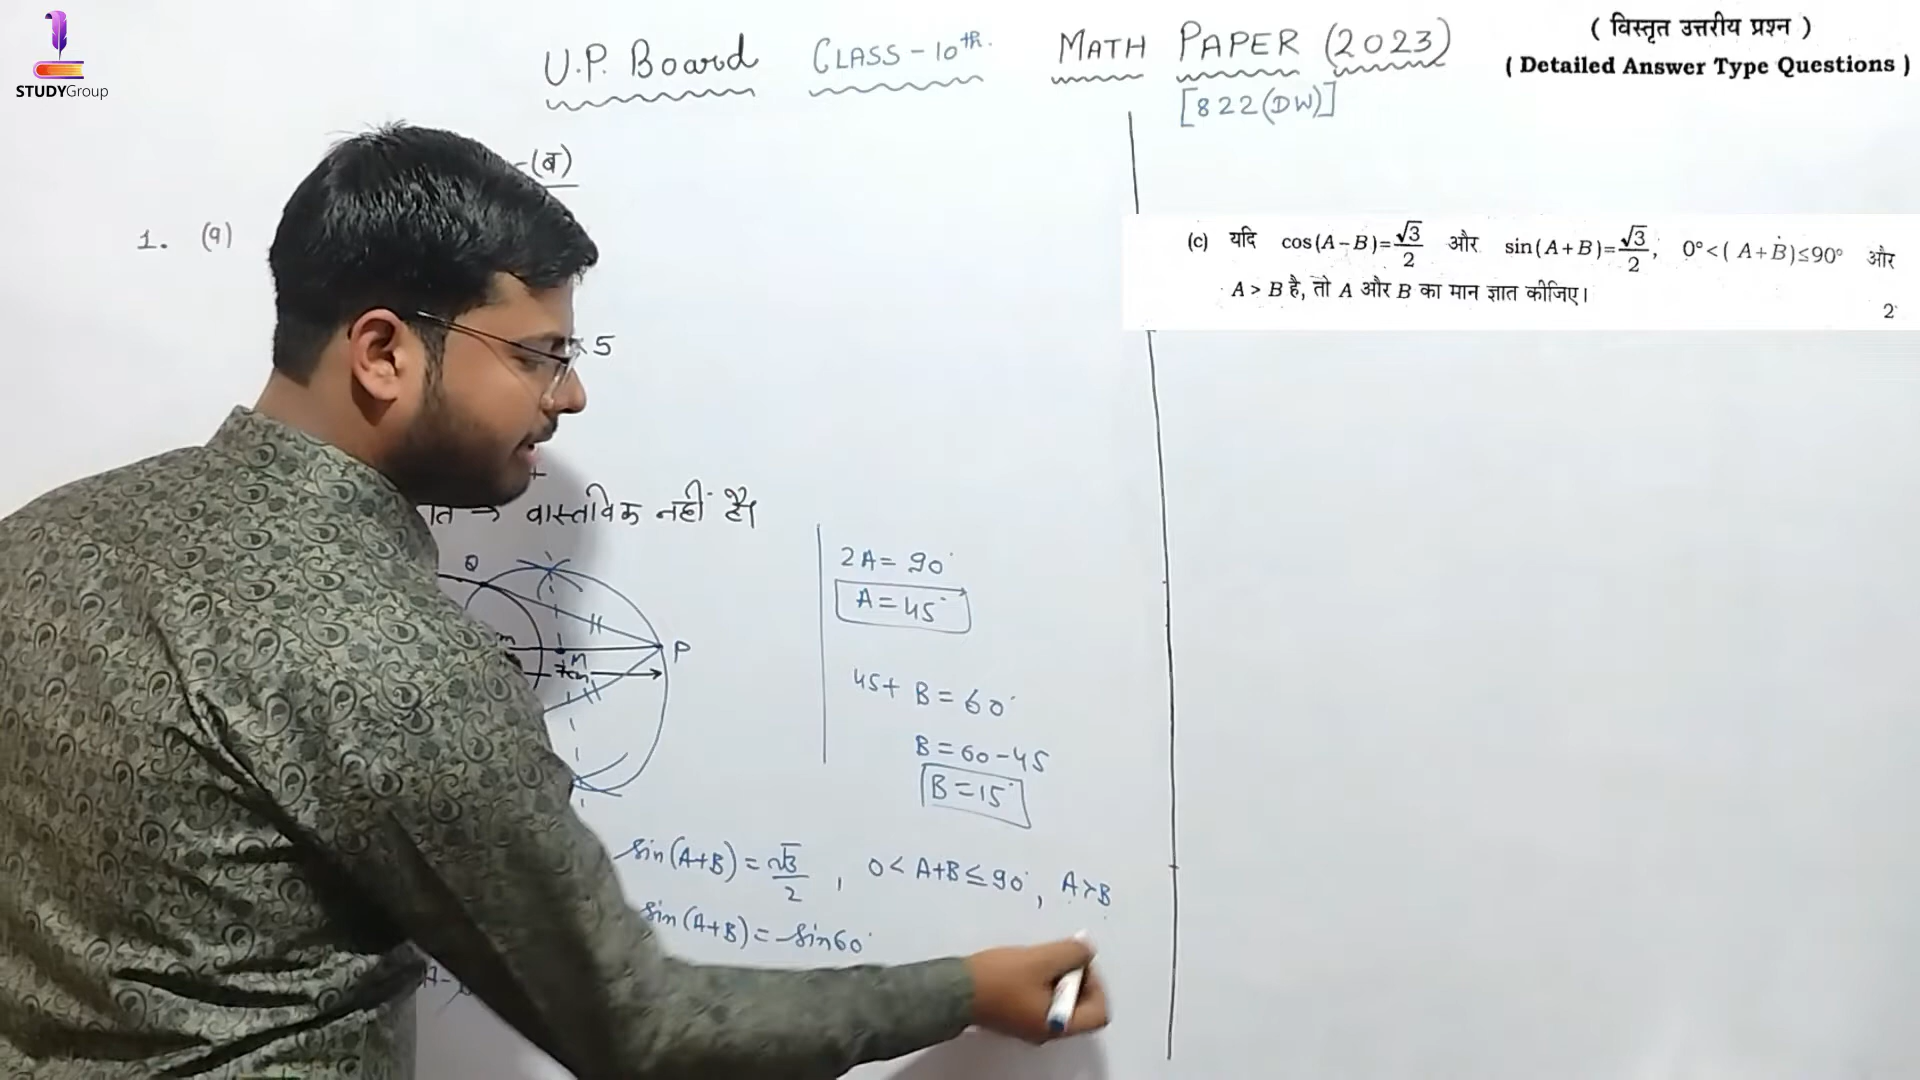 STUDYGroup
U.P. Board CLASS-10th. MATH PAPER (2023)
[822(DW)]
( विस्तृत उत्तरीय प्रश्न )
( Detailed Answer Type Questions )
-(ब)
1. (a)
(c) यदि cos(A-B)=√3/2 और sin(A+B)=√3/2, 0°<(A+B)≤90° और
A > B है, तो A और B का मान ज्ञात कीजिए।
2
× 5
वास्तविक नहीं है।
Q
P
M
7cm
2A = 90°
A = 45°
45 + B = 60°
B = 60 - 45
B = 15°
sin(A+B) = √3/2 , 0 < A+B ≤ 90° , A>B
sin(A+B) = sin60°